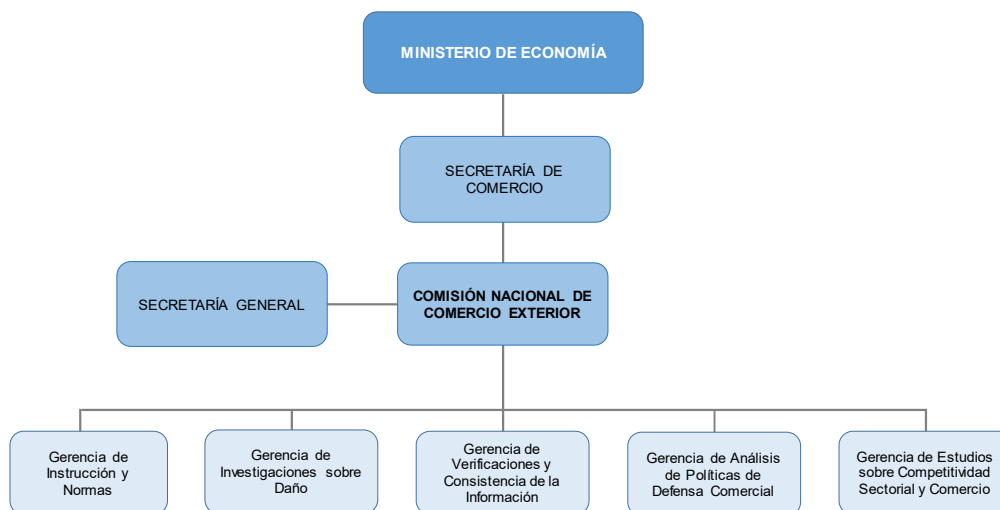 MINISTERIO DE ECONOMÍA
SECRETARÍA DE
COMERCIO
SECRETARÍA GENERAL
COMISIÓN NACIONAL DE
COMERCIO EXTERIOR
Gerencia de
Instrucción y
Normas
Gerencia de
Investigaciones sobre
Daño
Gerencia de
Verificaciones y
Consistencia de la
Información
Gerencia de Análisis
de Políticas de
Defensa Comercial
Gerencia de Estudios
sobre Competitividad
Sectorial y Comercio